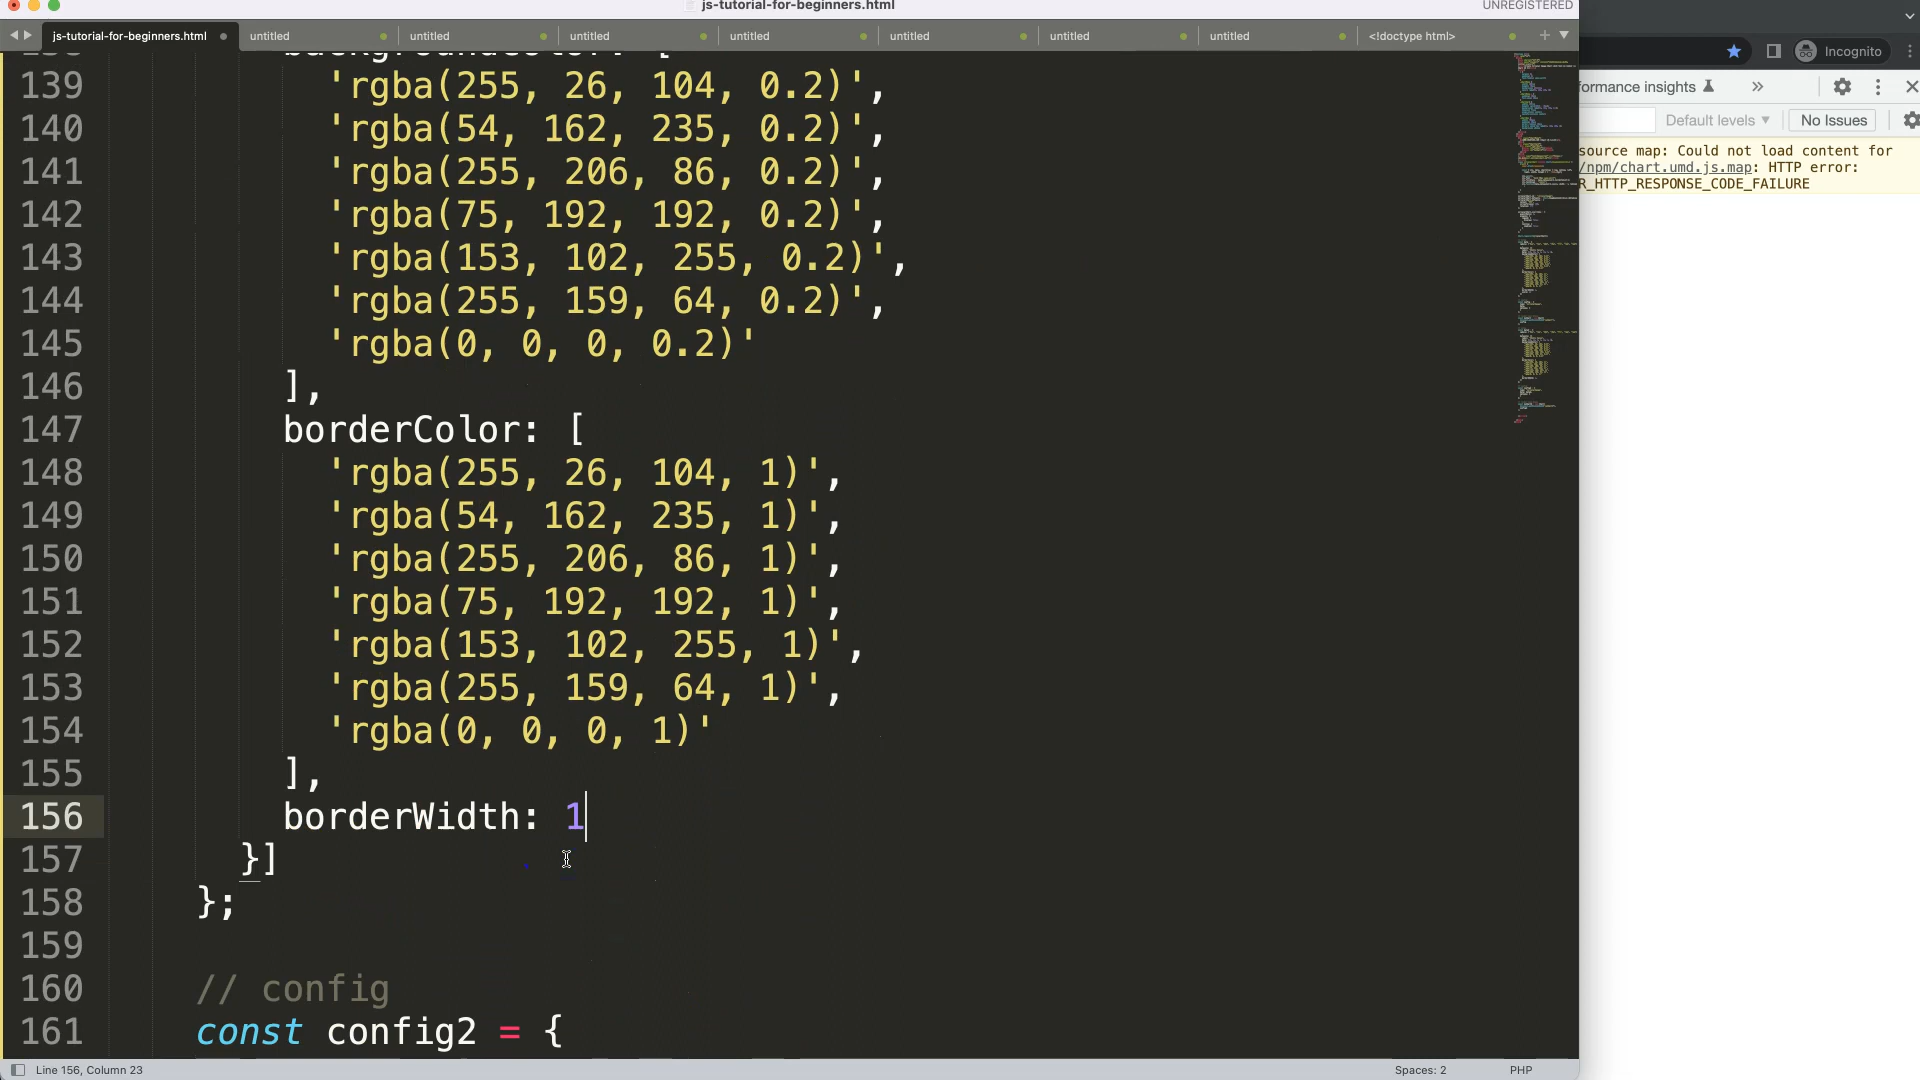 js-tutorial-for-beginners.html
UNREGISTERED
js-tutorial-for-beginners.html untitled untitled untitled untitled untitled untitled untitled <!doctype html>
Incognito
formance insights
Default levels No Issues
source map: Could not load content for
/npm/chart.umd.js.map: HTTP error:
R_HTTP_RESPONSE_CODE_FAILURE
139 'rgba(255, 26, 104, 0.2)',
140 'rgba(54, 162, 235, 0.2)',
141 'rgba(255, 206, 86, 0.2)',
142 'rgba(75, 192, 192, 0.2)',
143 'rgba(153, 102, 255, 0.2)',
144 'rgba(255, 159, 64, 0.2)',
145 'rgba(0, 0, 0, 0.2)'
146 ],
147 borderColor: [
148 'rgba(255, 26, 104, 1)',
149 'rgba(54, 162, 235, 1)',
150 'rgba(255, 206, 86, 1)',
151 'rgba(75, 192, 192, 1)',
152 'rgba(153, 102, 255, 1)',
153 'rgba(255, 159, 64, 1)',
154 'rgba(0, 0, 0, 1)'
155 ],
156 borderWidth: 1
157 }]
158 };
159
160 // config
161 const config2 = {
Line 156, Column 23
Spaces: 2
PHP